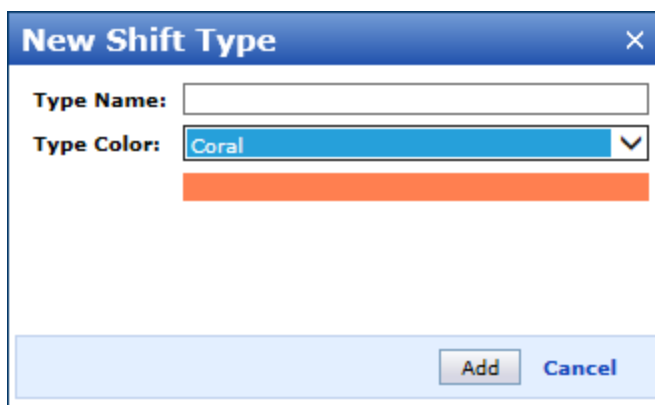 New Shift Type
Type Name:
Type Color: Coral
Add Cancel